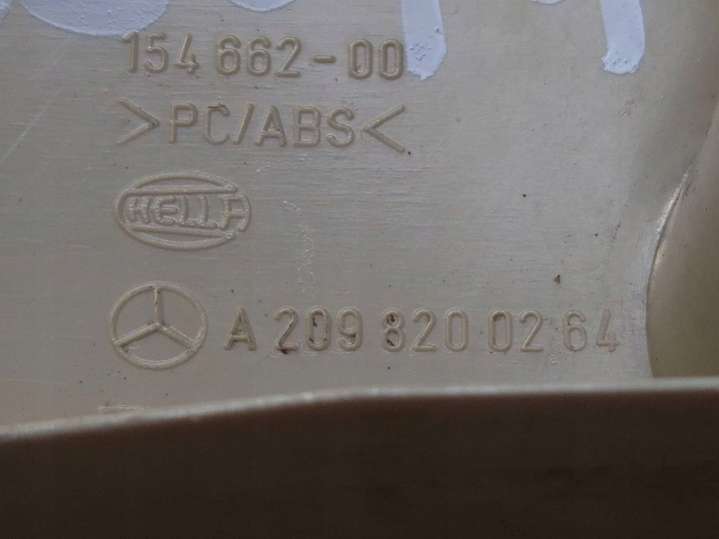 154 662-00
>PC/ABS<
HELLA
A 209 820 02 64